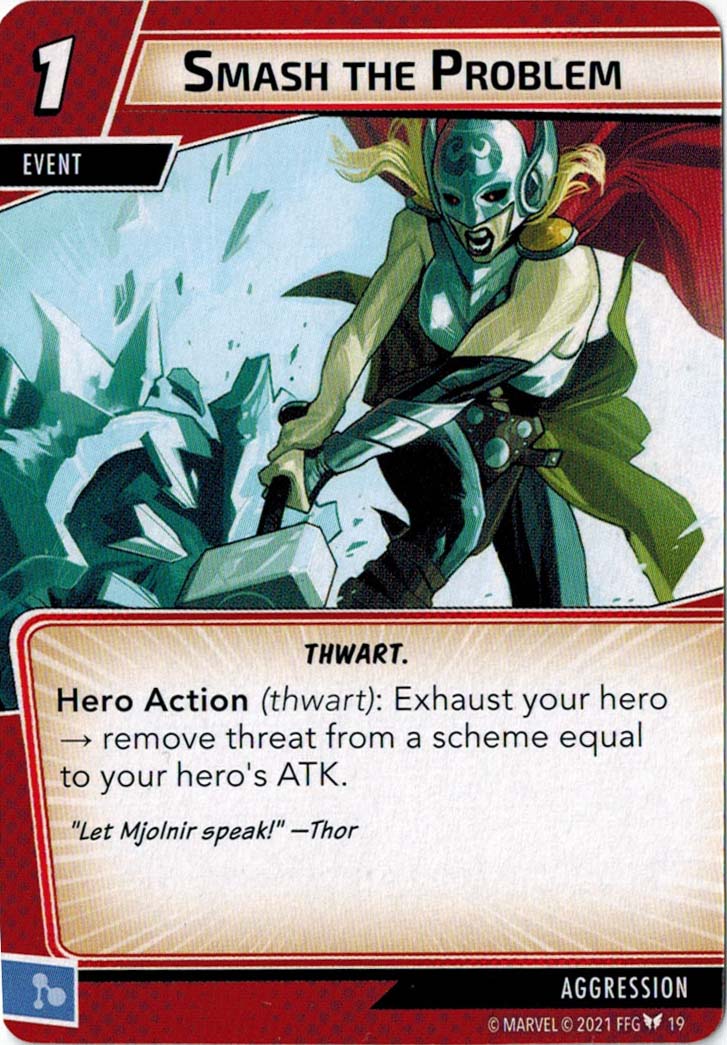 1
SMASH THE PROBLEM
EVENT
THWART.
Hero Action (thwart): Exhaust your hero
→ remove threat from a scheme equal
to your hero's ATK.
"Let Mjolnir speak!" —Thor
AGGRESSION
© MARVEL © 2021 FFG 19